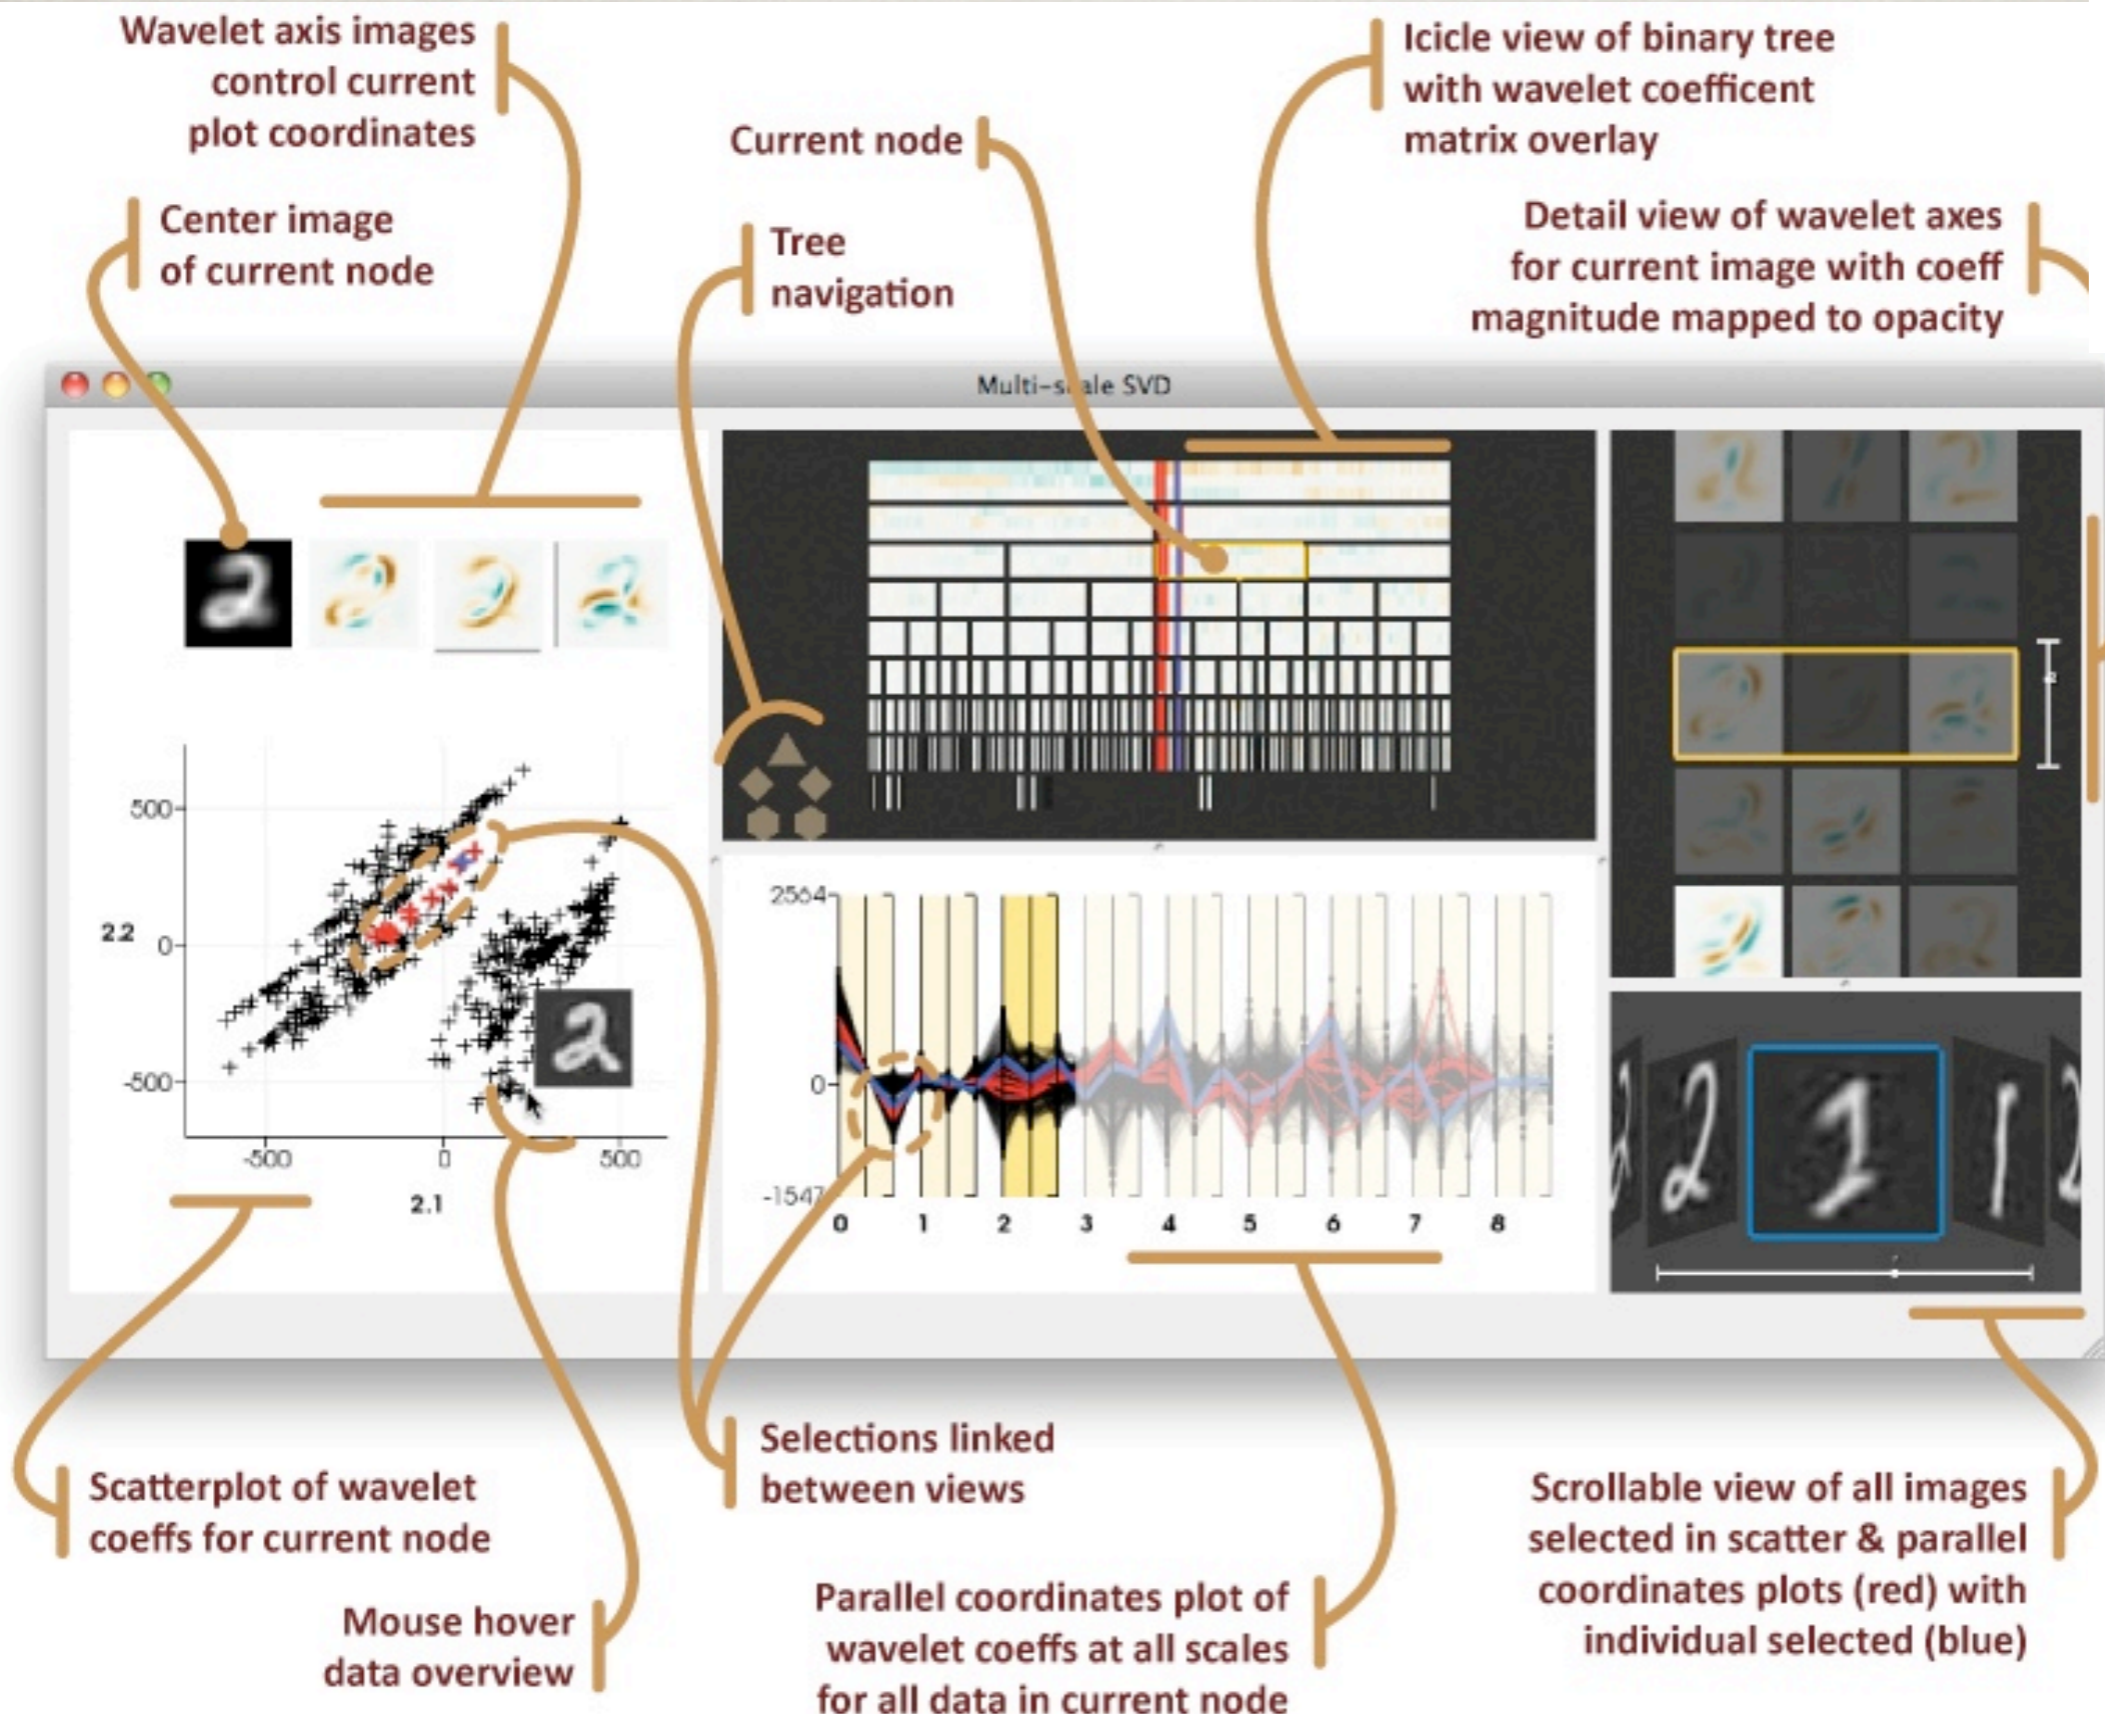 Wavelet axis images
control current
plot coordinates
Icicle view of binary tree
with wavelet coefficent
matrix overlay
Current node
Center image
of current node
Tree
navigation
Detail view of wavelet axes
for current image with coeff
magnitude mapped to opacity
Multi-scale SVD
500
2.2
0
-500
-500
0
500
2.1
2564
0
-1547
0 1 2 3 4 5 6 7 8
Selections linked
between views
Scatterplot of wavelet
coeffs for current node
Mouse hover
data overview
Parallel coordinates plot of
wavelet coeffs at all scales
for all data in current node
Scrollable view of all images
selected in scatter & parallel
coordinates plots (red) with
individual selected (blue)